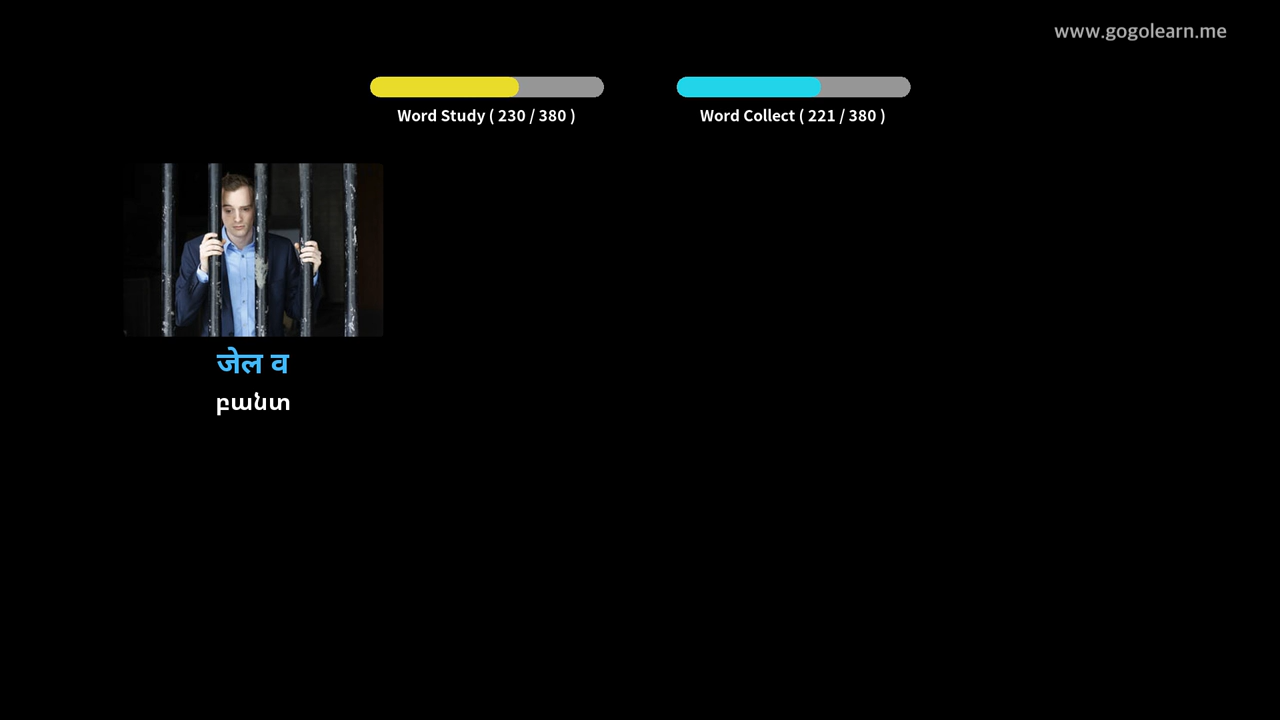 www.gogolearn.me
Word Study ( 230 / 380 )
Word Collect ( 221 / 380 )
जेल व
բանտ